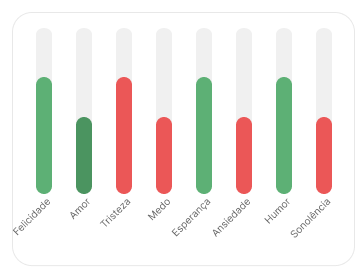 Felicidade
Amor
Tristeza
Medo
Esperança
Ansiedade
Humor
Sonolência